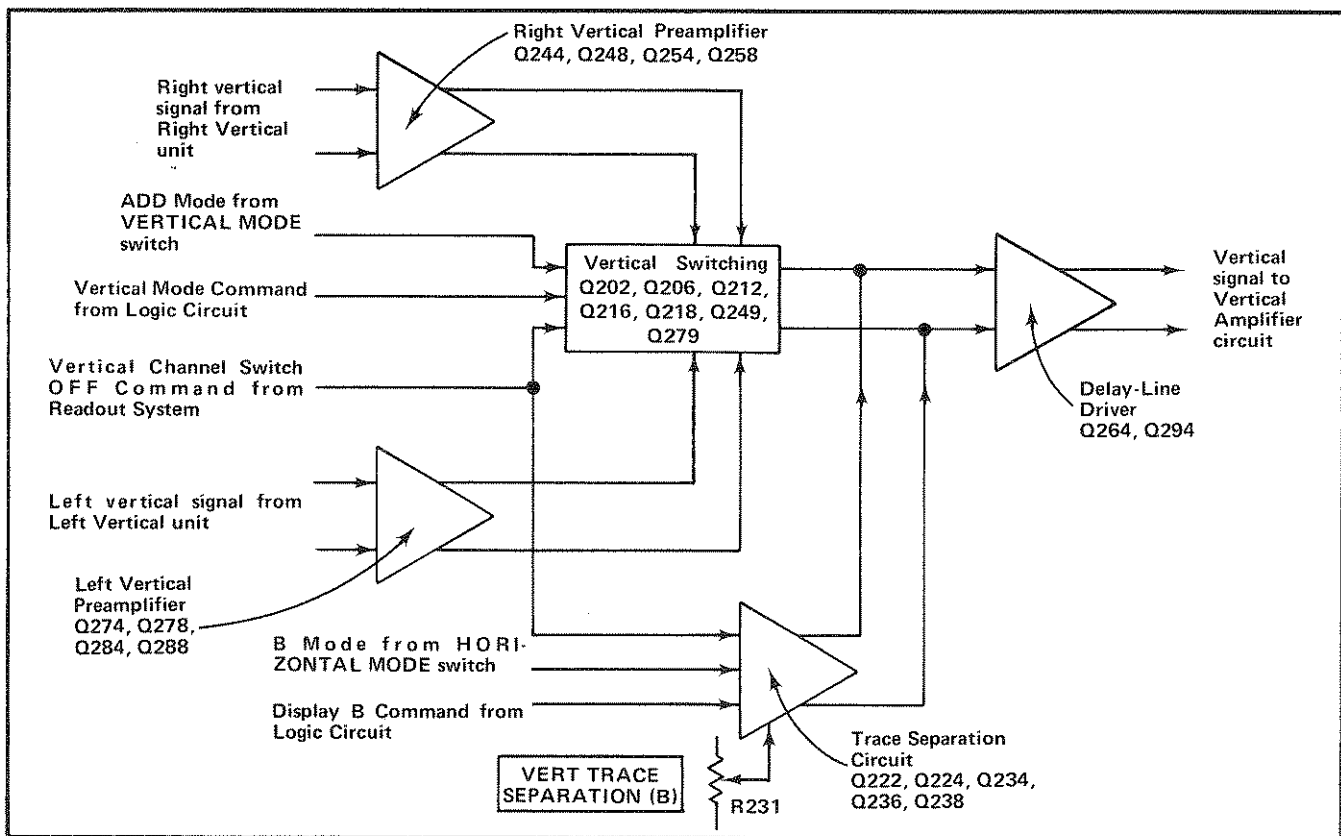 Right Vertical Preamplifier
Q244, Q248, Q254, Q258
Right vertical
signal from
Right Vertical
unit
ADD Mode from
VERTICAL MODE
switch
Vertical Mode Command
from Logic Circuit
Vertical Channel Switch
OFF Command from
Readout System
Vertical Switching
Q202, Q206, Q212,
Q216, Q218, Q249,
Q279
Vertical
signal to
Vertical
Amplifier
circuit
Delay-Line
Driver
Q264, Q294
Left vertical signal from
Left Vertical unit
Left Vertical
Preamplifier
Q274, Q278,
Q284, Q288
B Mode from HORI-
ZONTAL MODE switch
Display B Command from
Logic Circuit
VERT TRACE
SEPARATION (B)
R231
Trace Separation
Circuit
Q222, Q224, Q234,
Q236, Q238